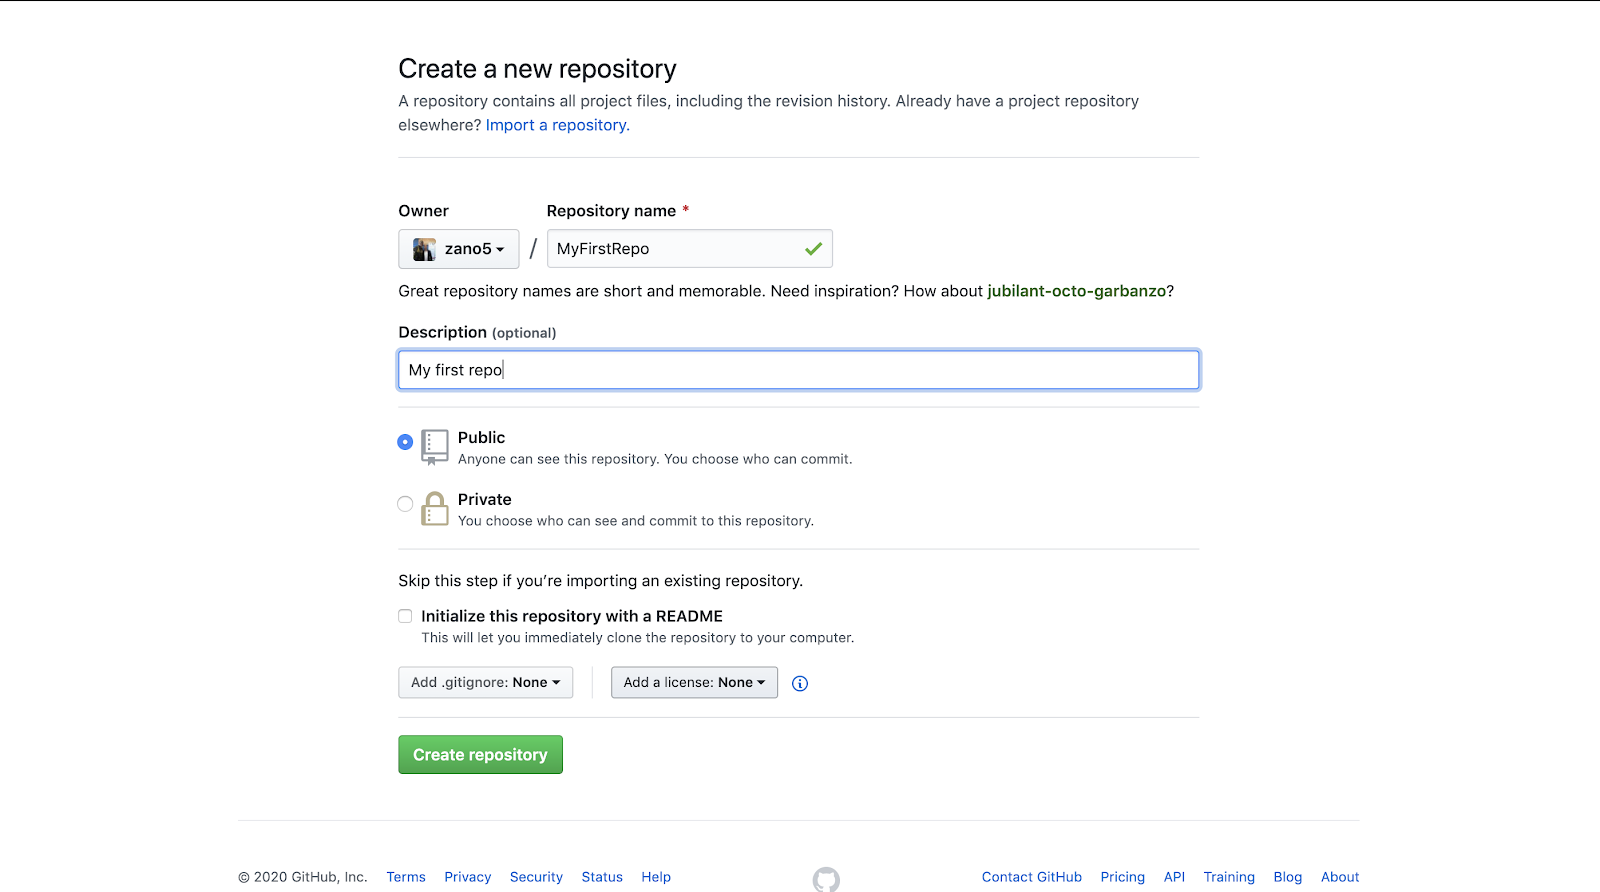 Create a new repository
A repository contains all project files, including the revision history. Already have a project repository
elsewhere? Import a repository.
Owner
Repository name *
zano5
/
MyFirstRepo
Great repository names are short and memorable. Need inspiration? How about jubilant-octo-garbanzo?
Description (optional)
My first repo
Public
Anyone can see this repository. You choose who can commit.
Private
You choose who can see and commit to this repository.
Skip this step if you’re importing an existing repository.
Initialize this repository with a README
This will let you immediately clone the repository to your computer.
Add .gitignore: None
Add a license: None
Create repository
© 2020 GitHub, Inc. Terms Privacy Security Status Help Contact GitHub Pricing API Training Blog About